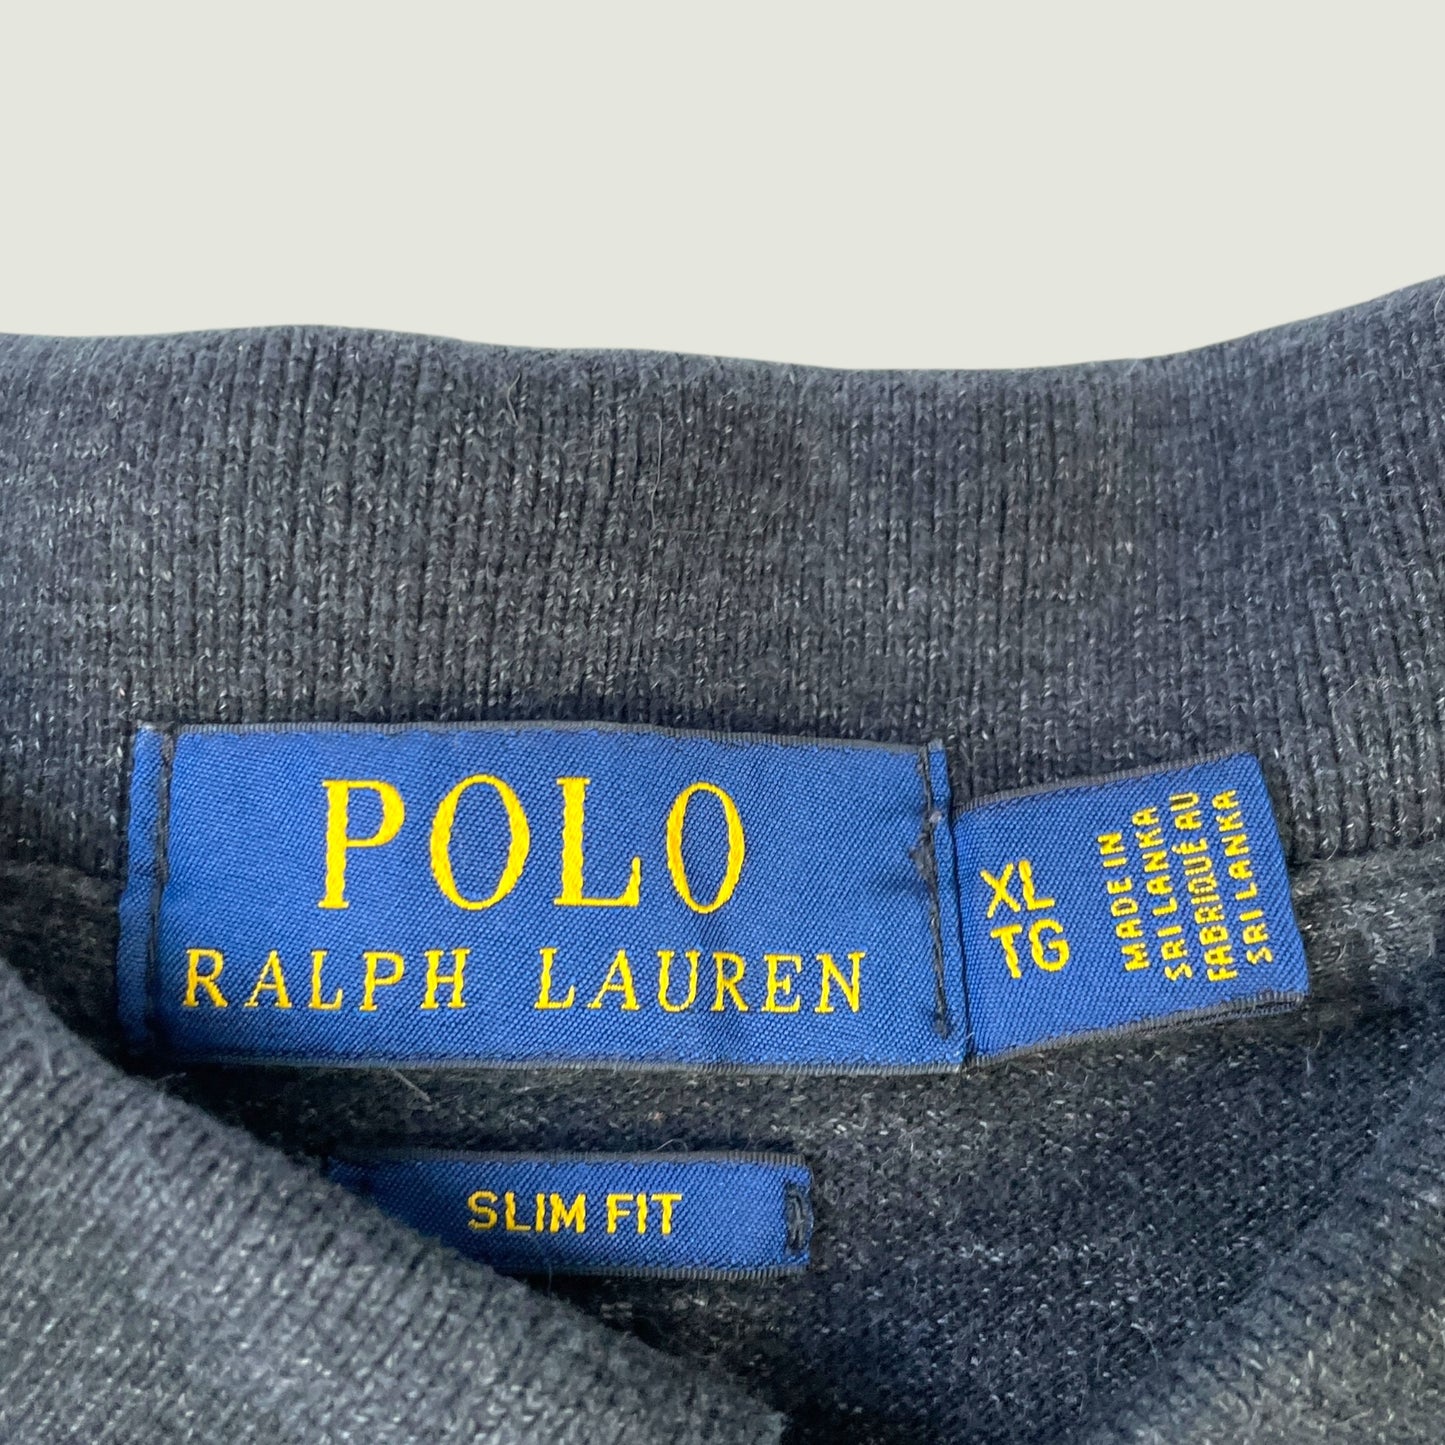 POLO
RALPH LAUREN
XL
TG
MADE IN
SRI LANKA
FABRIQUÉ AU
SRI LANKA
SLIM FIT